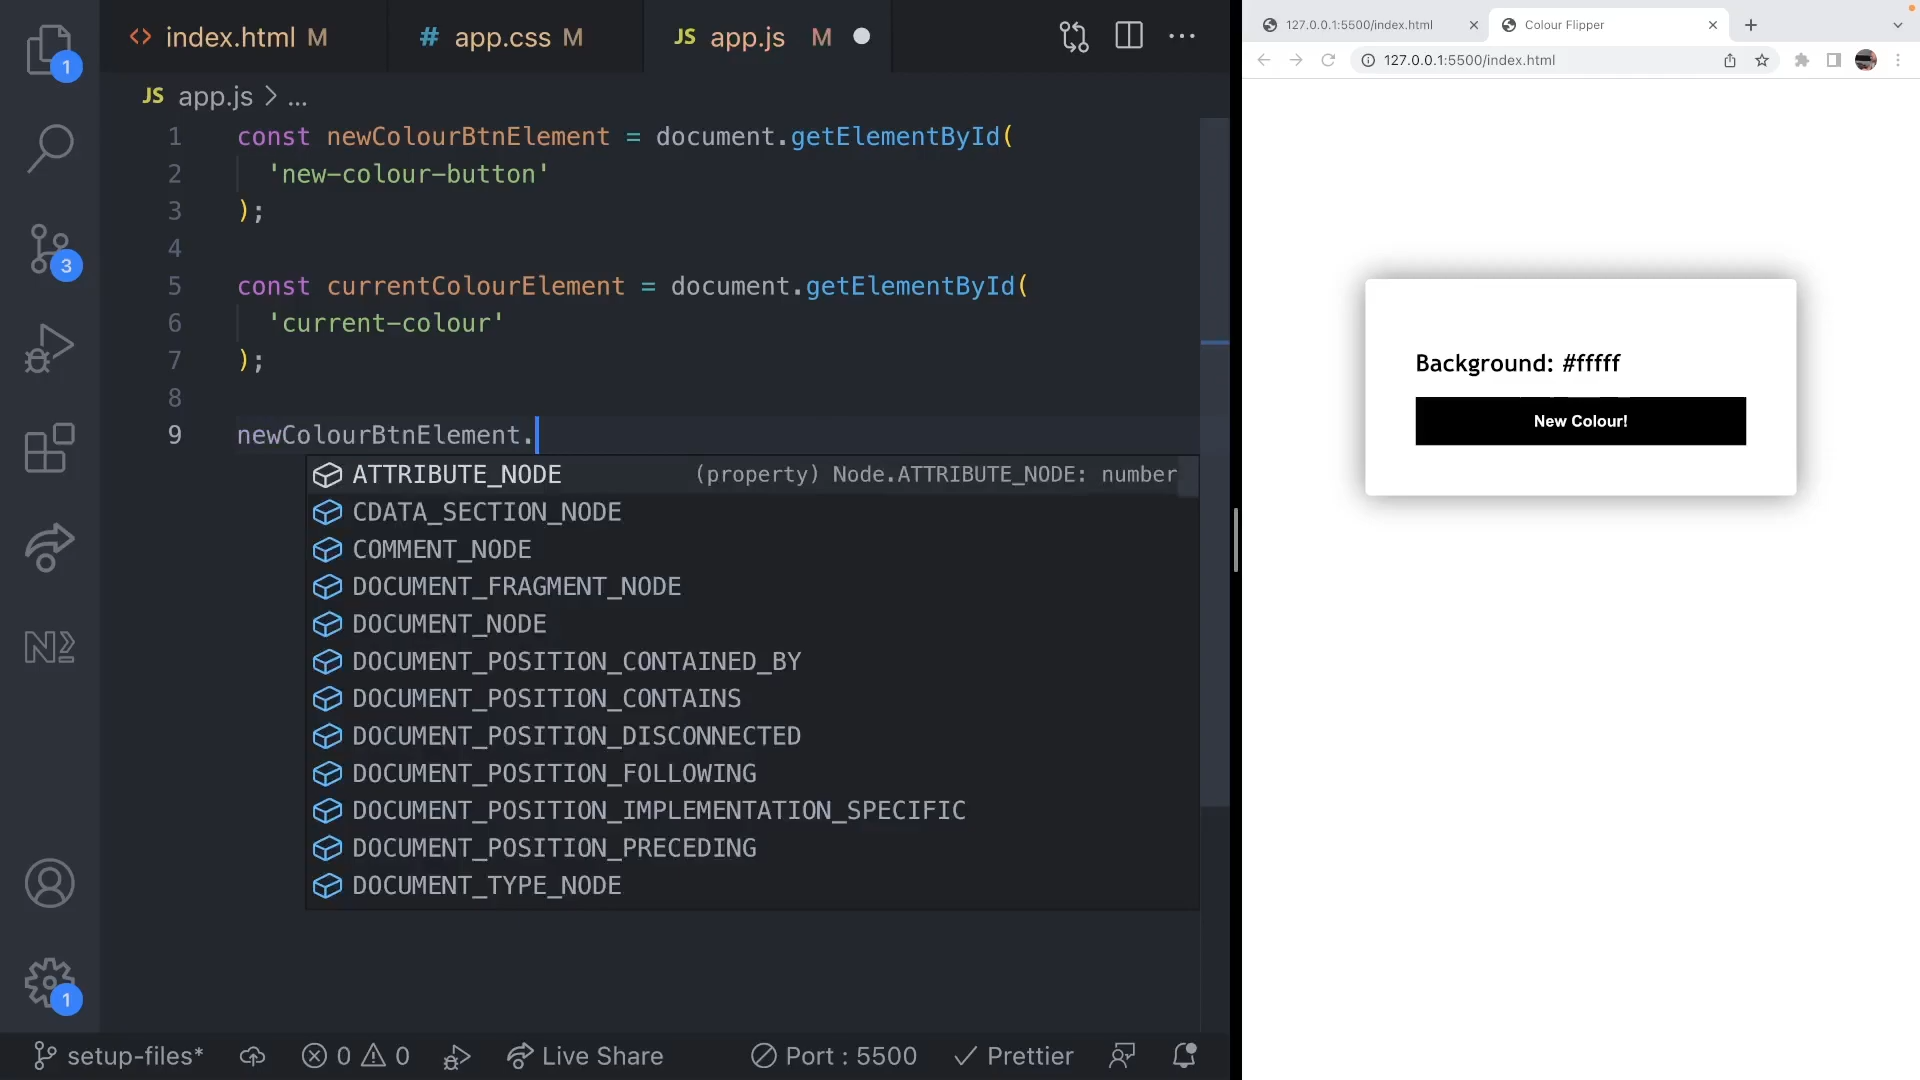 <> index.html M
# app.css M
JS app.js M
JS app.js > ...
1 const newColourBtnElement = document.getElementById(
2 'new-colour-button'
3 );
4
5 const currentColourElement = document.getElementById(
6 'current-colour'
7 );
8
9 newColourBtnElement.
ATTRIBUTE_NODE (property) Node.ATTRIBUTE_NODE: number
CDATA_SECTION_NODE
COMMENT_NODE
DOCUMENT_FRAGMENT_NODE
DOCUMENT_NODE
DOCUMENT_POSITION_CONTAINED_BY
DOCUMENT_POSITION_CONTAINS
DOCUMENT_POSITION_DISCONNECTED
DOCUMENT_POSITION_FOLLOWING
DOCUMENT_POSITION_IMPLEMENTATION_SPECIFIC
DOCUMENT_POSITION_PRECEDING
DOCUMENT_TYPE_NODE
1
3
1
setup-files* 0 0 Live Share Port : 5500 Prettier
127.0.0.1:5500/index.html
Colour Flipper
127.0.0.1:5500/index.html
Background: #fffff
New Colour!